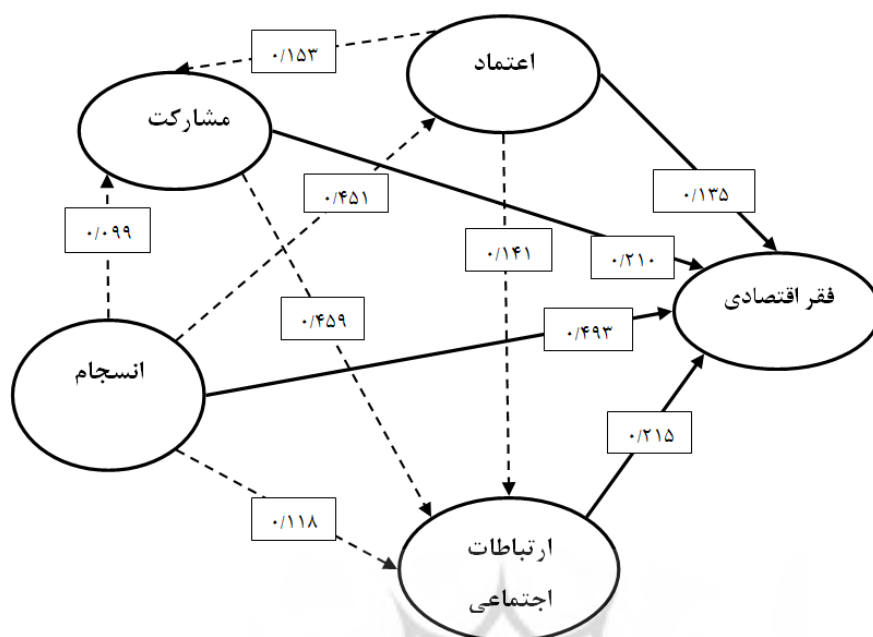 اعتماد
۰/۱۵۳
مشارکت
۰/۴۵۱
۰/۱۳۵
۰/۰۹۹
۰/۱۴۱
۰/۲۱۰
فقر اقتصادی
۰/۴۵۹
۰/۴۹۳
انسجام
۰/۲۱۵
۰/۱۱۸
ارتباطات
اجتماعی